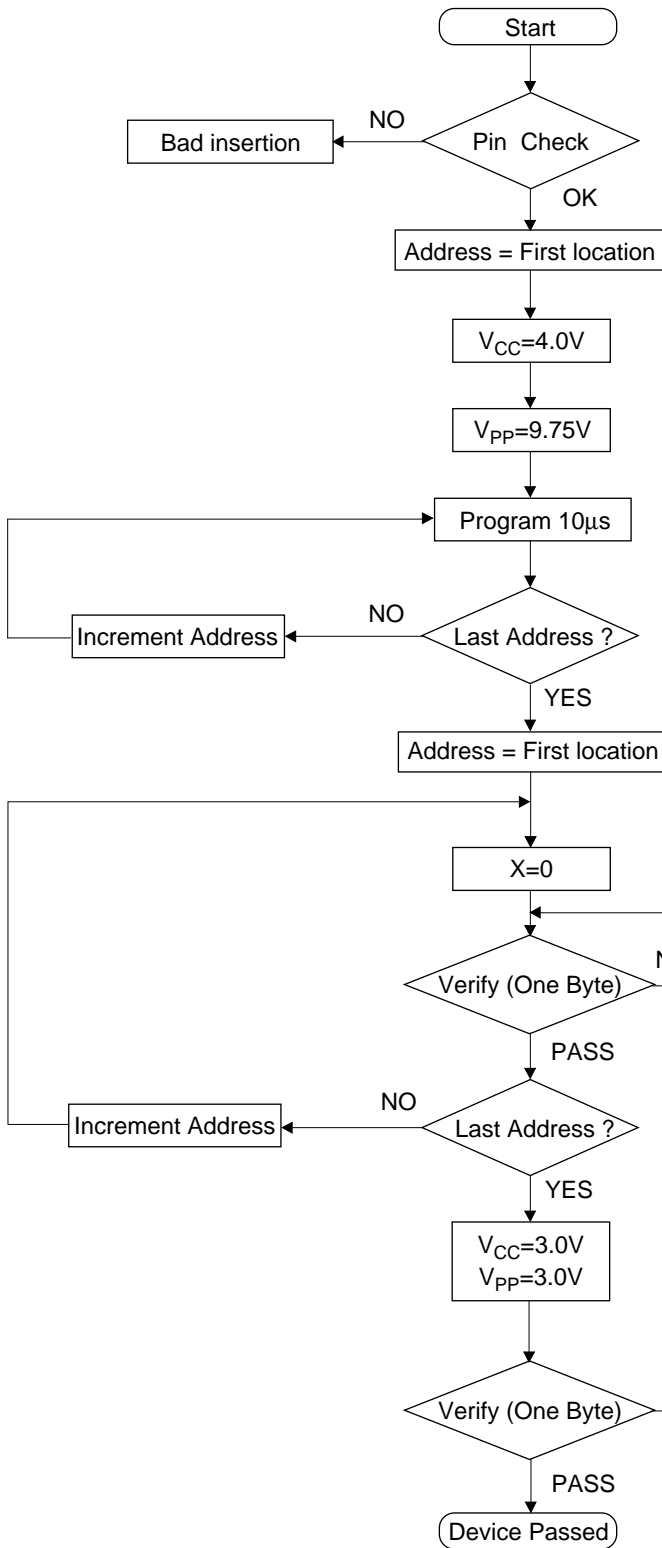 Start
NO
Bad insertion
Pin Check
OK
Address = First location
VCC=4.0V
VPP=9.75V
Program 10μs
NO
Increment Address
Last Address ?
YES
Address = First location
X=0
Verify (One Byte)
PASS
NO
Increment Address
Last Address ?
YES
VCC=3.0V
VPP=3.0V
Verify (One Byte)
PASS
Device Passed